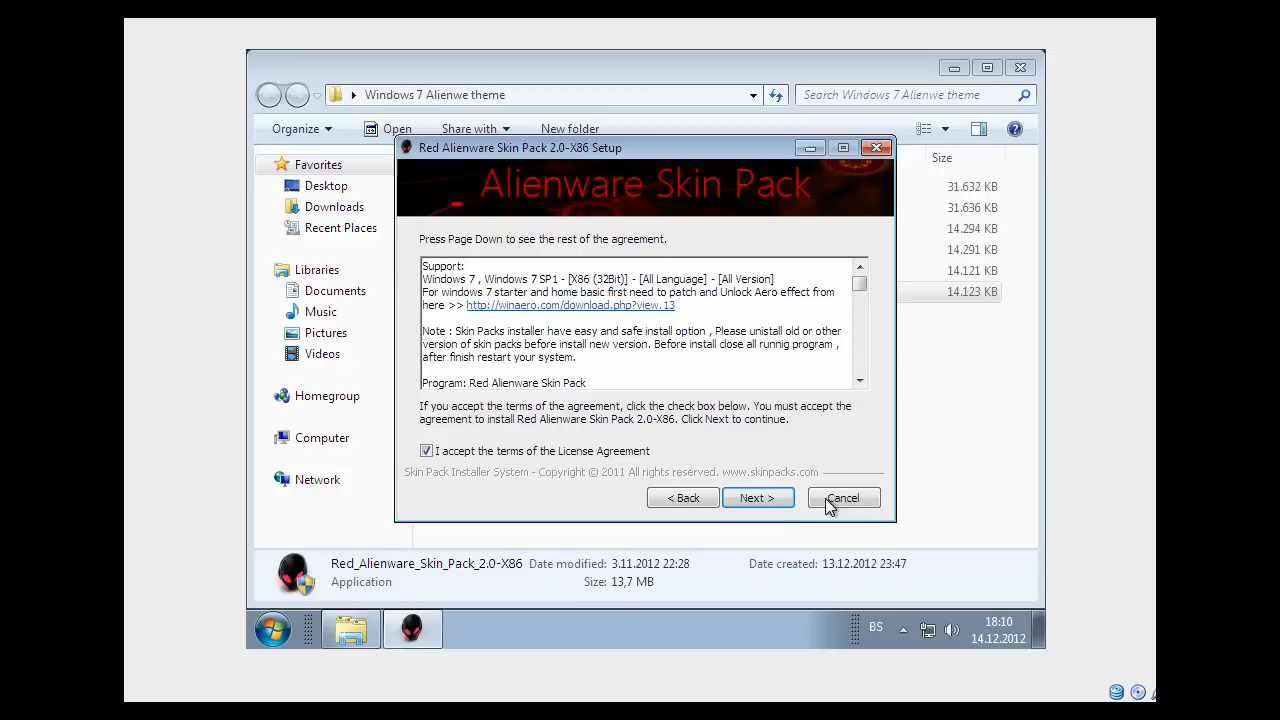 Windows 7 Alienwe theme
Search Windows 7 Alienwe theme
Organize
Open
Share with
New folder
Red Alienware Skin Pack 2.0-X86 Setup
Favorites
Desktop
Downloads
Recent Places
Libraries
Documents
Music
Pictures
Videos
Homegroup
Computer
Network
Size
31.632 KB
31.636 KB
14.294 KB
14.291 KB
14.121 KB
14.123 KB
Alienware Skin Pack
Press Page Down to see the rest of the agreement.
Support:
Windows 7 , Windows 7 SP1 - [X86 (32Bit)] - [All Language] - [All Version]
For windows 7 starter and home basic first need to patch and Unlock Aero effect from
here >> http://winaero.com/download.php?view.13
Note : Skin Packs installer have easy and safe install option , Please unistall old or other
version of skin packs before install new version. Before install close all runnig program ,
after finish restart your system.
Program: Red Alienware Skin Pack
If you accept the terms of the agreement, click the check box below. You must accept the
agreement to install Red Alienware Skin Pack 2.0-X86. Click Next to continue.
I accept the terms of the License Agreement
Skin Pack Installer System - Copyright © 2011 All rights reserved. www.skinpacks.com
< Back
Next >
Cancel
Red_Alienware_Skin_Pack_2.0-X86
Date modified: 3.11.2012 22:28
Date created: 13.12.2012 23:47
Application
Size: 13,7 MB
BS
18:10
14.12.2012